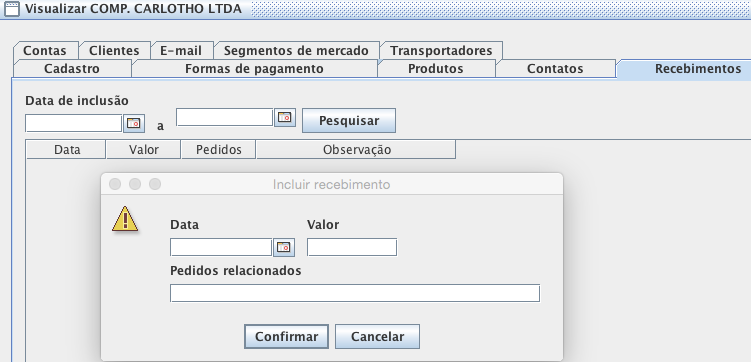 Visualizar COMP. CARLOTHO LTDA
Contas Clientes E-mail Segmentos de mercado Transportadores
Cadastro Formas de pagamento Produtos Contatos Recebimentos
Data de inclusão
a Pesquisar
Data Valor Pedidos Observação
Incluir recebimento
Data Valor
Pedidos relacionados
Confirmar Cancelar